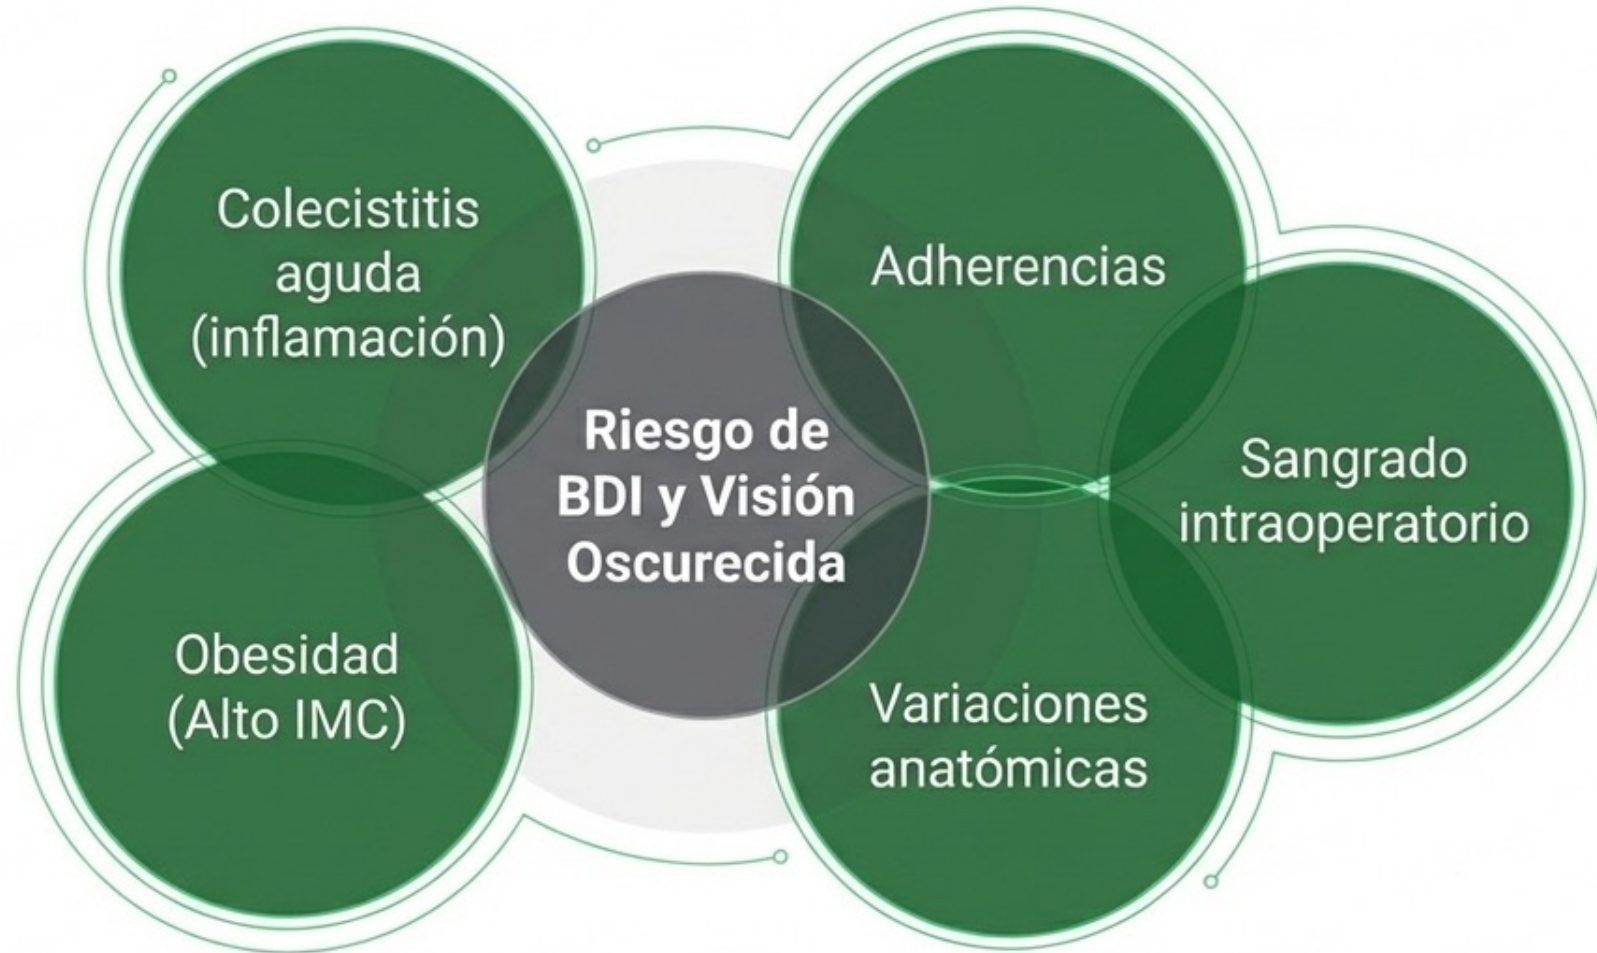 Colecistitis
aguda
(inflamación)
Adherencias
Riesgo de
BDI y Visión
Oscurecida
Sangrado
intraoperatorio
Obesidad
(Alto IMC)
Variaciones
anatómicas